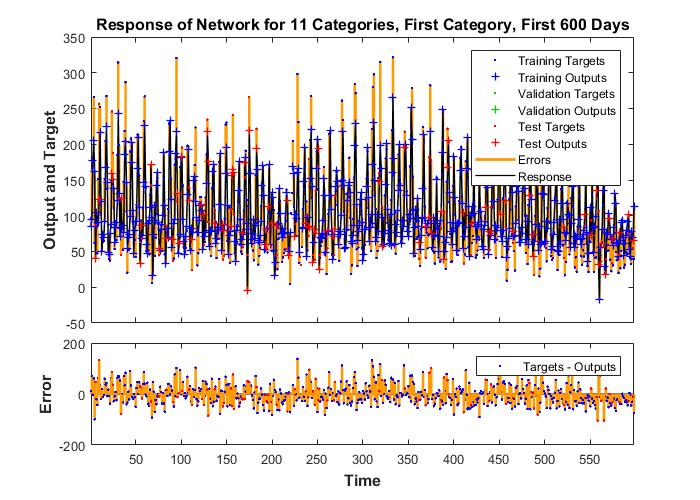 Response of Network for 11 Categories, First Category, First 600 Days
350
300
250
200
150
100
50
0
-50
Output and Target
Training Targets
Training Outputs
Validation Targets
Validation Outputs
Test Targets
Test Outputs
Errors
Response
200
0
-200
Error
Targets - Outputs
50 100 150 200 250 300 350 400 450 500 550
Time